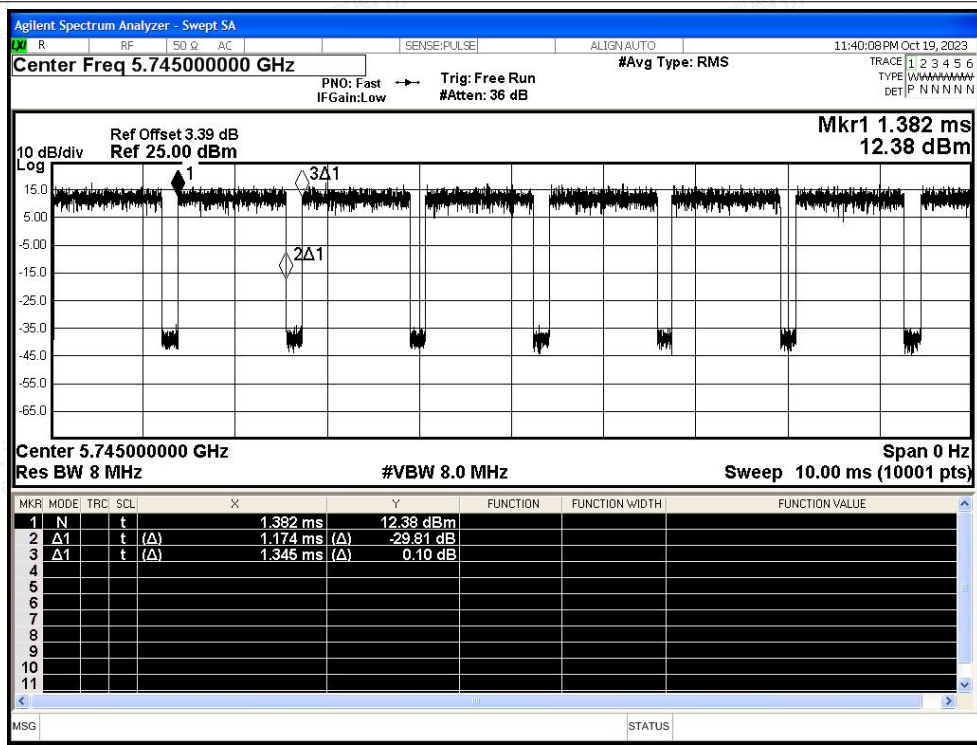 Agilent Spectrum Analyzer - Swept SA
LXI R RF 50 Ω AC SENSE:PULSE ALIGN AUTO 11:40:08 PM Oct 19, 2023
Center Freq 5.745000000 GHz #Avg Type: RMS TRACE 1 2 3 4 5 6
PNO: Fast Trig: Free Run TYPE WWWWWW
IFGain:Low #Atten: 36 dB DET P N N N N N
Mkr1 1.382 ms
Ref Offset 3.39 dB
10 dB/div Ref 25.00 dBm 12.38 dBm
Log
1 3Δ1
15.0
5.00
-5.00
2Δ1
-15.0
-25.0
-35.0
-45.0
-55.0
-65.0
Center 5.745000000 GHz Span 0 Hz
Res BW 8 MHz #VBW 8.0 MHz Sweep 10.00 ms (10001 pts)
MKR MODE TRC SCL X Y FUNCTION FUNCTION WIDTH FUNCTION VALUE
1 N t 1.382 ms 12.38 dBm
2 Δ1 t (Δ) 1.174 ms (Δ) -29.81 dB
3 Δ1 t (Δ) 1.345 ms (Δ) 0.10 dB
4
5
6
7
8
9
10
11
MSG STATUS